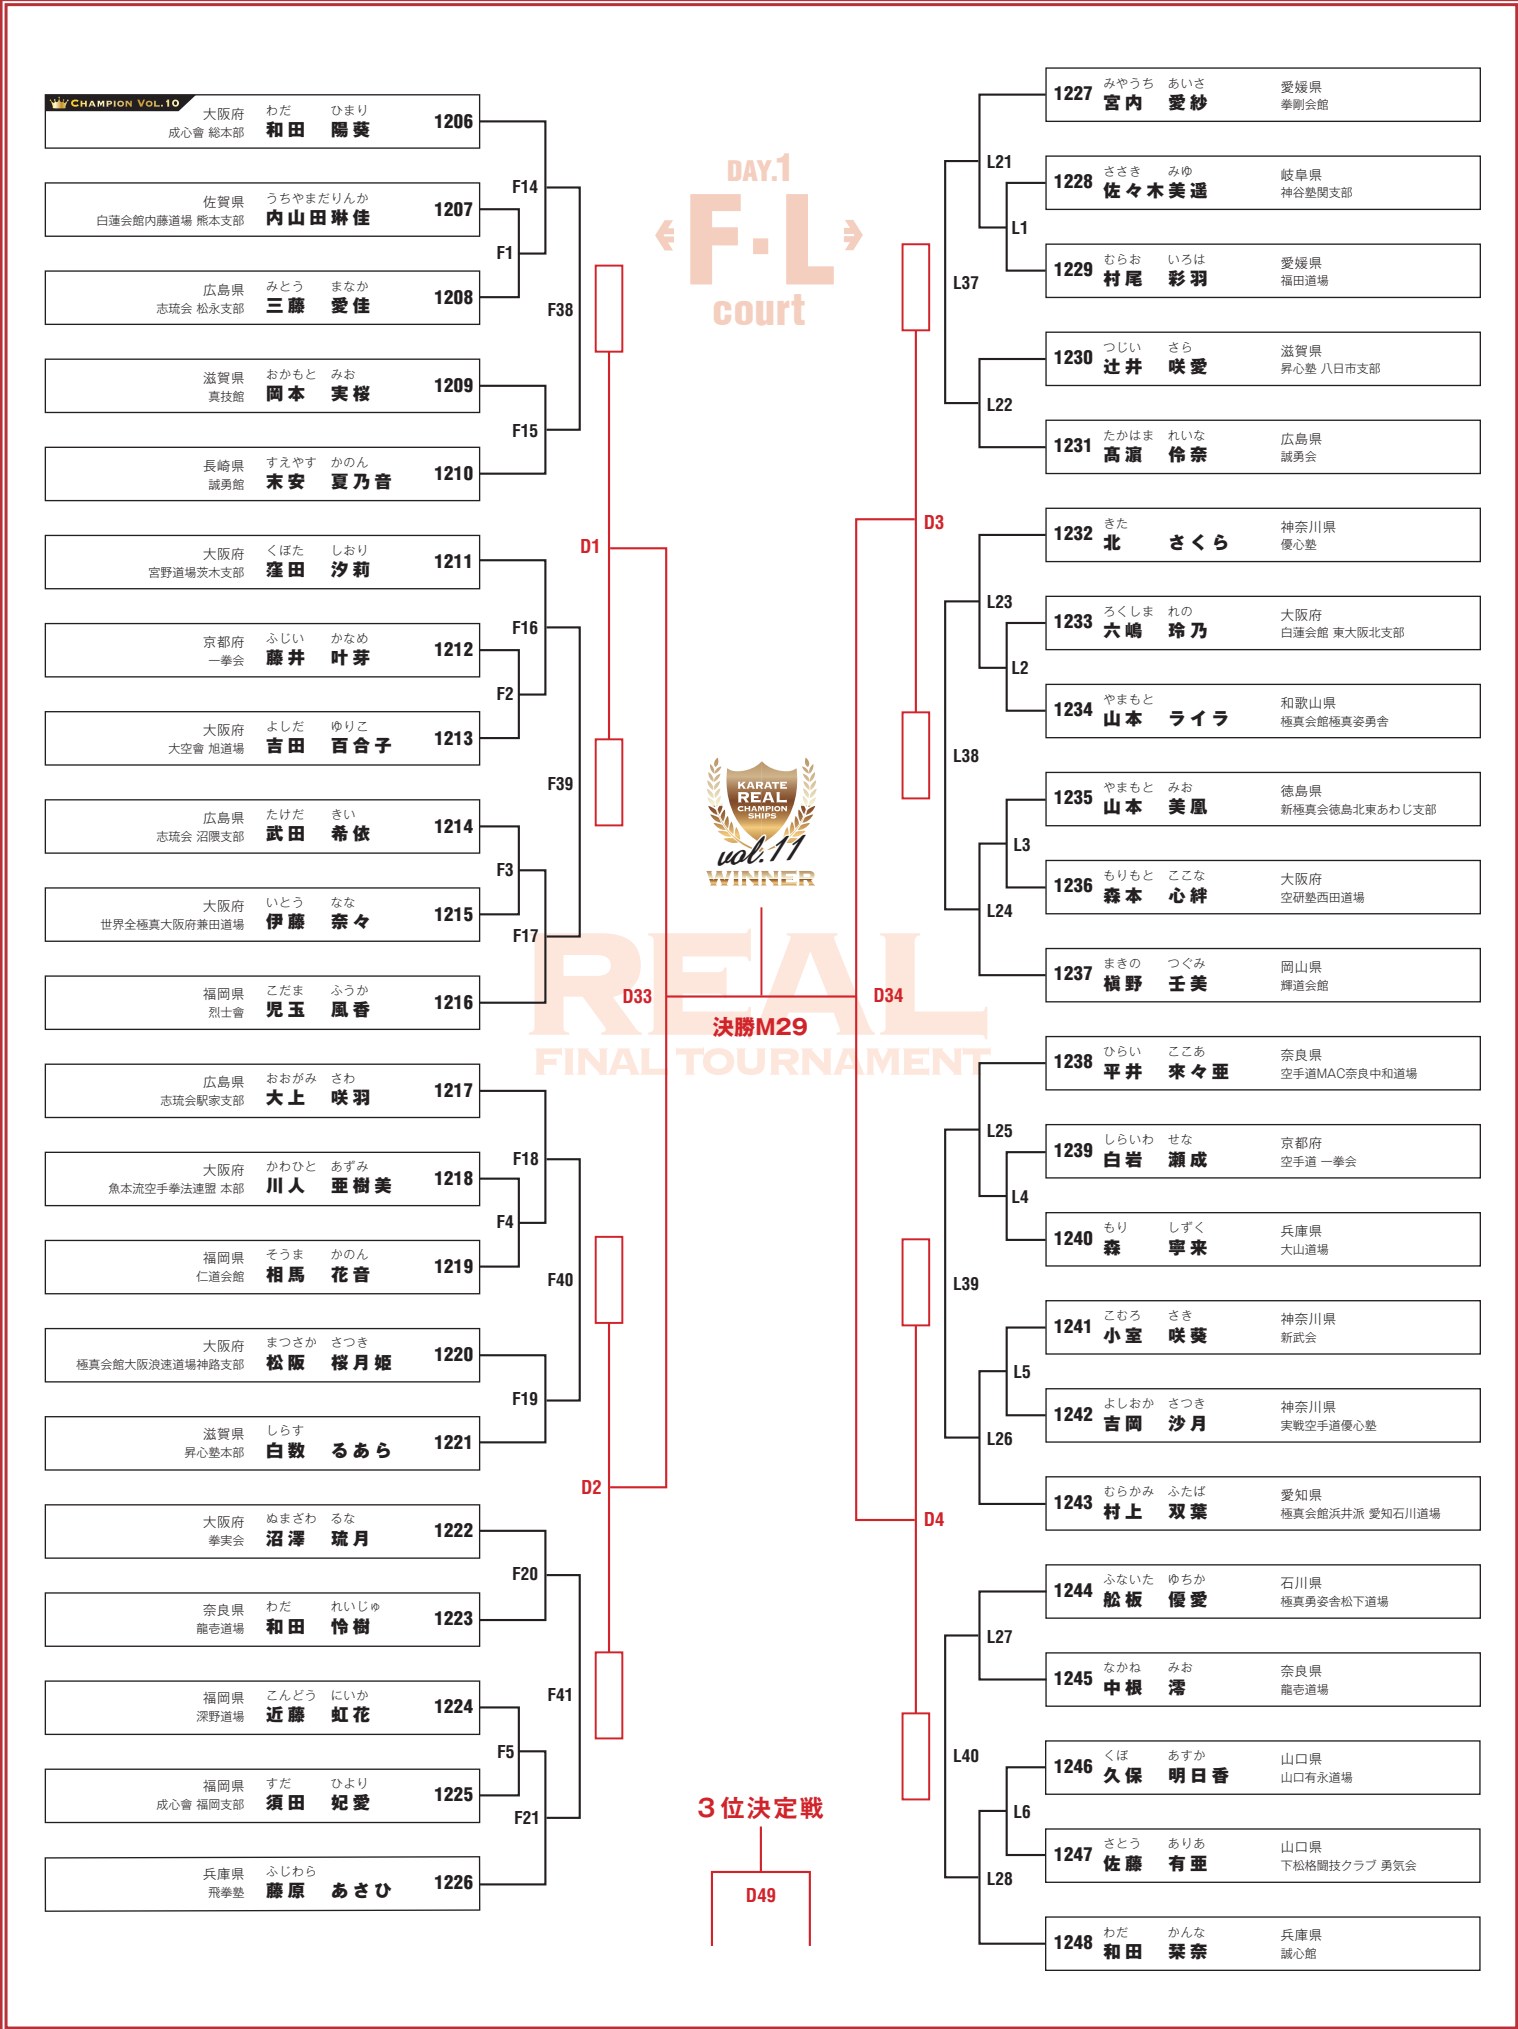 CHAMPION VOL.10
大阪府 わだ ひまり
成心會 総本部 和田 陽葵 1206
佐賀県 うちやまだりんか
白蓮会館内藤道場 熊本支部 内山田琳佳 1207
広島県 みとう まなか
志琉会 松永支部 三藤 愛佳 1208
滋賀県 おかもと みお
真技館 岡本 実桜 1209
長崎県 すえやす かのん
誠勇館 末安 夏乃音 1210
大阪府 くぼた しおり
宮野道場茨木支部 窪田 汐莉 1211
京都府 ふじい かなめ
一拳会 藤井 叶芽 1212
大阪府 よしだ ゆりこ
大空會 旭道場 吉田 百合子 1213
広島県 たけだ きい
志琉会 沼隈支部 武田 希依 1214
大阪府 いとう なな
世界全極真大阪府兼田道場 伊藤 奈々 1215
福岡県 こだま ふうか
烈士會 児玉 風香 1216
広島県 おおがみ さわ
志琉会駅家支部 大上 咲羽 1217
大阪府 かわひと あずみ
魚本流空手拳法連盟 本部 川人 亜樹美 1218
福岡県 そうま かのん
仁道会館 相馬 花音 1219
大阪府 まつさか さつき
極真会館大阪浪速道場神路支部 松阪 桜月姫 1220
滋賀県 しらす
昇心塾本部 白数 るあら 1221
大阪府 ぬまざわ るな
拳実会 沼澤 琉月 1222
奈良県 わだ れいじゅ
龍壱道場 和田 怜樹 1223
福岡県 こんどう にいか
深野道場 近藤 虹花 1224
福岡県 すだ ひより
成心會 福岡支部 須田 妃愛 1225
兵庫県 ふじわら
飛拳塾 藤原 あさひ 1226
F14
F1
F38
F15
F16
F2
F39
F3
F17
F18
F4
F40
F19
F20
F41
F5
F21
D1
D2
D33
DAY.1
F・L
court
KARATE
REAL
CHAMPION
SHIPS
vol.11
WINNER
REAL
FINAL TOURNAMENT
決勝M29
3位決定戦
D49
D34
D3
D4
L21
L1
L37
L22
L23
L2
L38
L3
L24
L25
L4
L39
L5
L26
L27
L40
L6
L28
みやうち あいさ 愛媛県
1227 宮内 愛紗 拳剛会館
ささき みゆ 岐阜県
1228 佐々木美遥 神谷塾関支部
むらお いろは 愛媛県
1229 村尾 彩羽 福田道場
つじい さら 滋賀県
1230 辻井 咲愛 昇心塾 八日市支部
たかはま れいな 広島県
1231 髙濵 伶奈 誠勇会
きた 神奈川県
1232 北 さくら 優心塾
ろくしま れの 大阪府
1233 六嶋 玲乃 白蓮会館 東大阪北支部
やまもと 和歌山県
1234 山本 ライラ 極真会館極真姿勇舎
やまもと みお 徳島県
1235 山本 美凰 新極真会徳島北東あわじ支部
もりもと ここな 大阪府
1236 森本 心絆 空研塾西田道場
まきの つぐみ 岡山県
1237 槇野 壬美 輝道会館
ひらい ここあ 奈良県
1238 平井 來々亜 空手道MAC奈良中和道場
しらいわ せな 京都府
1239 白岩 瀬成 空手道 一拳会
もり しずく 兵庫県
1240 森 寧来 大山道場
こむろ さき 神奈川県
1241 小室 咲葵 新武会
よしおか さつき 神奈川県
1242 吉岡 沙月 実戦空手道優心塾
むらかみ ふたば 愛知県
1243 村上 双葉 極真会館浜井派 愛知石川道場
ふないた ゆちか 石川県
1244 舩板 優愛 極真勇姿舎松下道場
なかね みお 奈良県
1245 中根 澪 龍壱道場
くぼ あすか 山口県
1246 久保 明日香 山口有永道場
さとう ありあ 山口県
1247 佐藤 有亜 下松格闘技クラブ 勇気会
わだ かんな 兵庫県
1248 和田 栞奈 誠心館